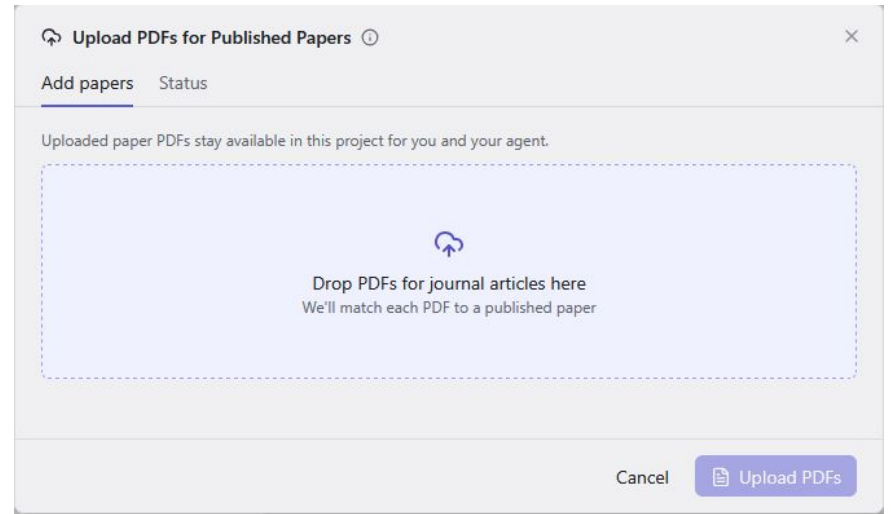 Upload PDFs for Published Papers
Add papers Status
Uploaded paper PDFs stay available in this project for you and your agent.
Drop PDFs for journal articles here
We'll match each PDF to a published paper
Cancel Upload PDFs